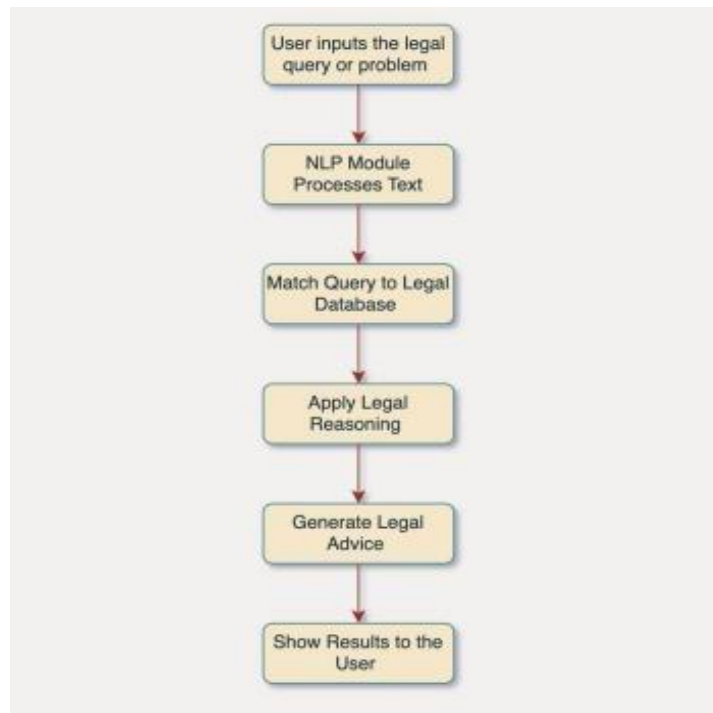 User inputs the legal
query or problem
NLP Module
Processes Text
Match Query to Legal
Database
Apply Legal
Reasoning
Generate Legal
Advice
Show Results to the
User